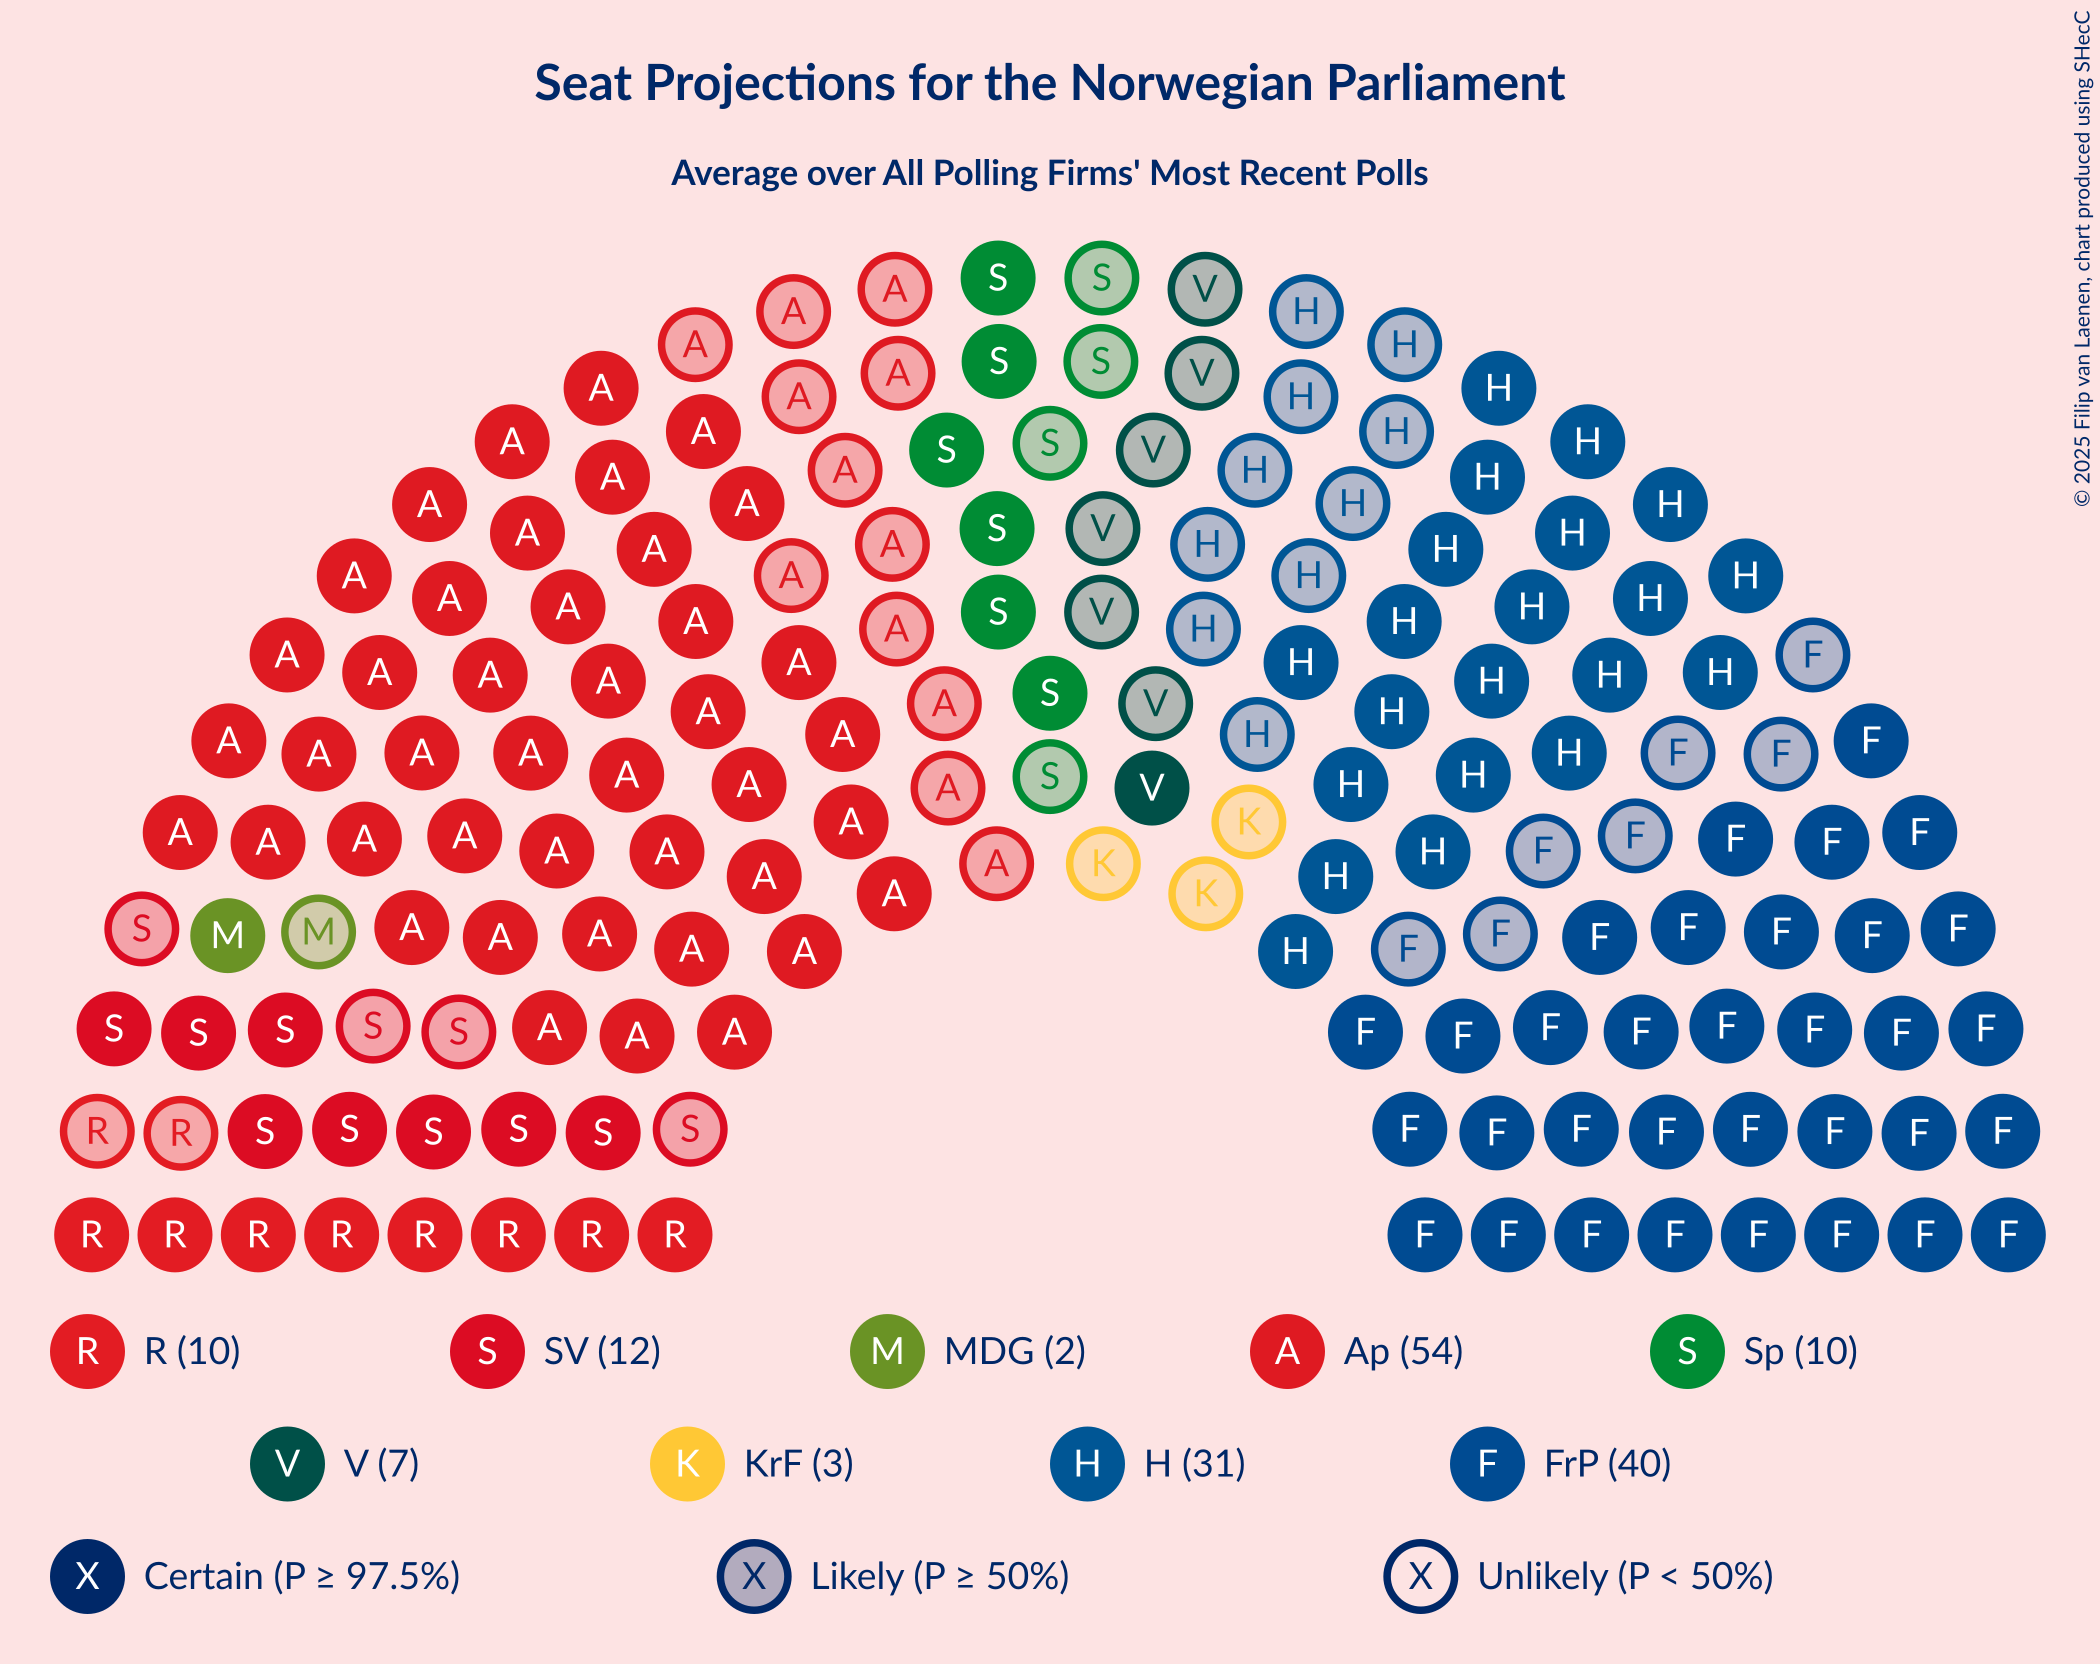 Seat Projections for the Norwegian Parliament
Average over All Polling Firms' Most Recent Polls
© 2025 Filip van Laenen, chart produced using SHecC
S S V
A H
A H
A H
S S V
A H
A H
A H
S S V
A H
A H
A H
A H
A H
S V
A H
A H
A H
A H
A H
A H
S V
A H
A H
A H
A F
A H
A H
A H
A H
S V
A H
A H
A F
A F
A H
A F
A H
S V
A H
A K
A F
A F
A F
A F
A F
A H
A K
A H
A K
S M M A A A A A H F F F F F F F
S S S S S A A A F F F F F F F F
R R S S S S S S F F F F F F F F
R R R R R R R R F F F F F F F F
R R (10) S SV (12) M MDG (2) A Ap (54) S Sp (10)
V V (7) K KrF (3) H H (31) F FrP (40)
X Certain (P ≥ 97.5%) X Likely (P ≥ 50%) X Unlikely (P < 50%)